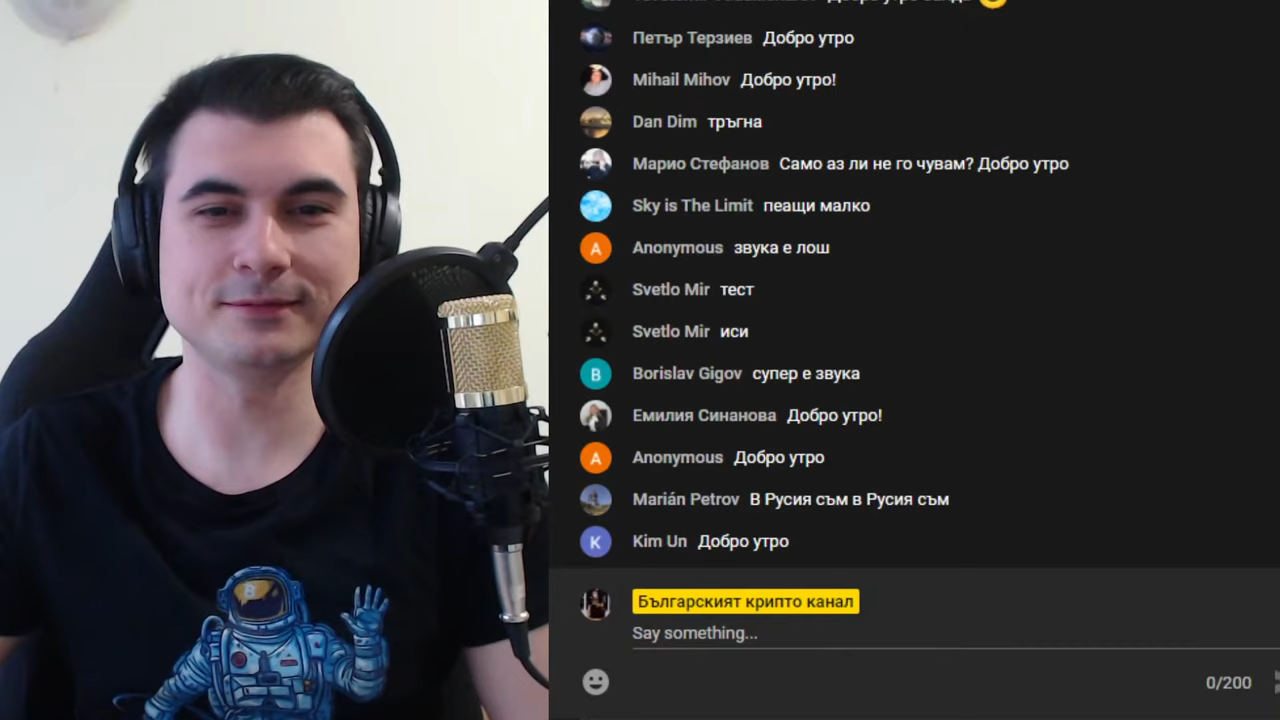 Петър Терзиев Добро утро
Mihail Mihov Добро утро!
Dan Dim тръгна
Марио Стефанов Само аз ли не го чувам? Добро утро
Sky is The Limit пеащи малко
A Anonymous звука е лош
Svetlo Mir тест
Svetlo Mir иси
B Borislav Gigov супер е звука
Емилия Синанова Добро утро!
A Anonymous Добро утро
Marián Petrov В Русия съм в Русия съм
K Kim Un Добро утро
Българският крипто канал
Say something...
0/200